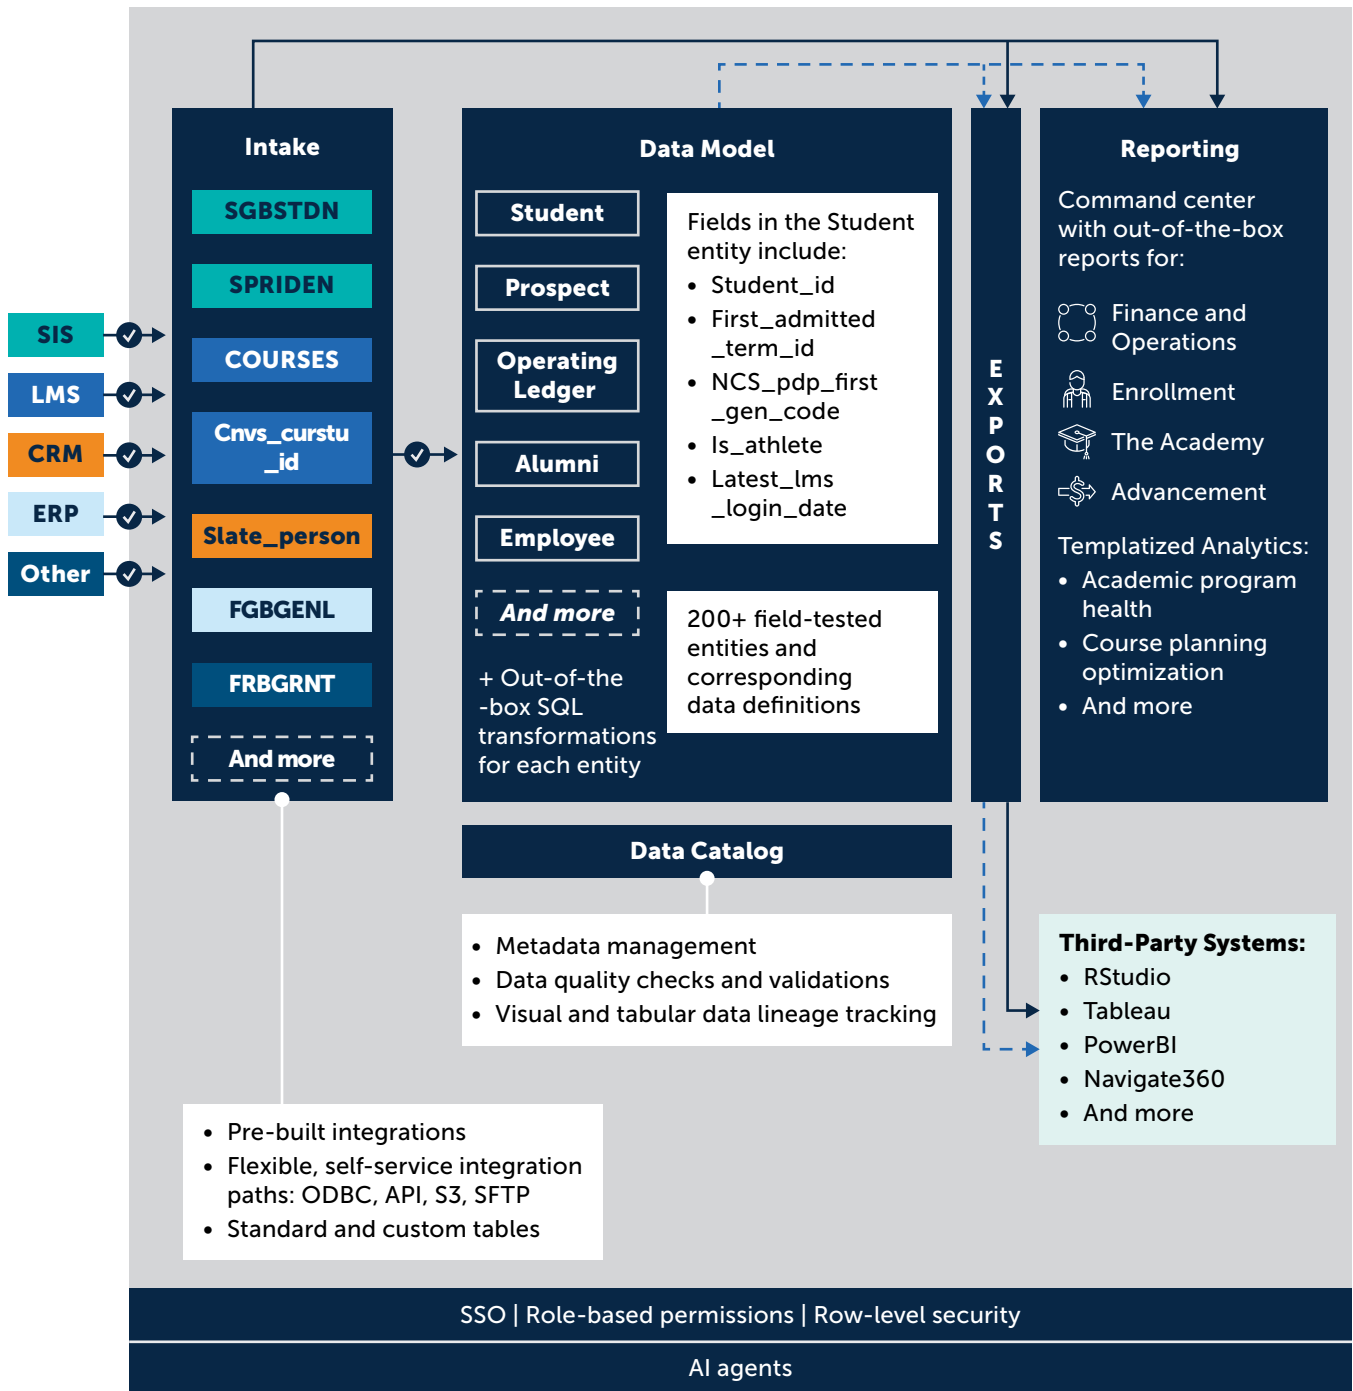 SIS
LMS
CRM
ERP
Other
Intake
SGBSTDN
SPRIDEN
COURSES
Cnvs_curstu
_id
Slate_person
FGBGENL
FRBGRNT
And more
• Pre-built integrations
• Flexible, self-service integration
paths: ODBC, API, S3, SFTP
• Standard and custom tables
Data Model
Student
Prospect
Operating
Ledger
Alumni
Employee
And more
+ Out-of-the
-box SQL
transformations
for each entity
Fields in the Student
entity include:
• Student_id
• First_admitted
_term_id
• NCS_pdp_first
_gen_code
• Is_athlete
• Latest_lms
_login_date
200+ field-tested
entities and
corresponding
data definitions
Data Catalog
• Metadata management
• Data quality checks and validations
• Visual and tabular data lineage tracking
EXPORTS
Reporting
Command center
with out-of-the-box
reports for:
Finance and
Operations
Enrollment
The Academy
Advancement
Templatized Analytics:
• Academic program
health
• Course planning
optimization
• And more
Third-Party Systems:
• RStudio
• Tableau
• PowerBI
• Navigate360
• And more
SSO | Role-based permissions | Row-level security
AI agents